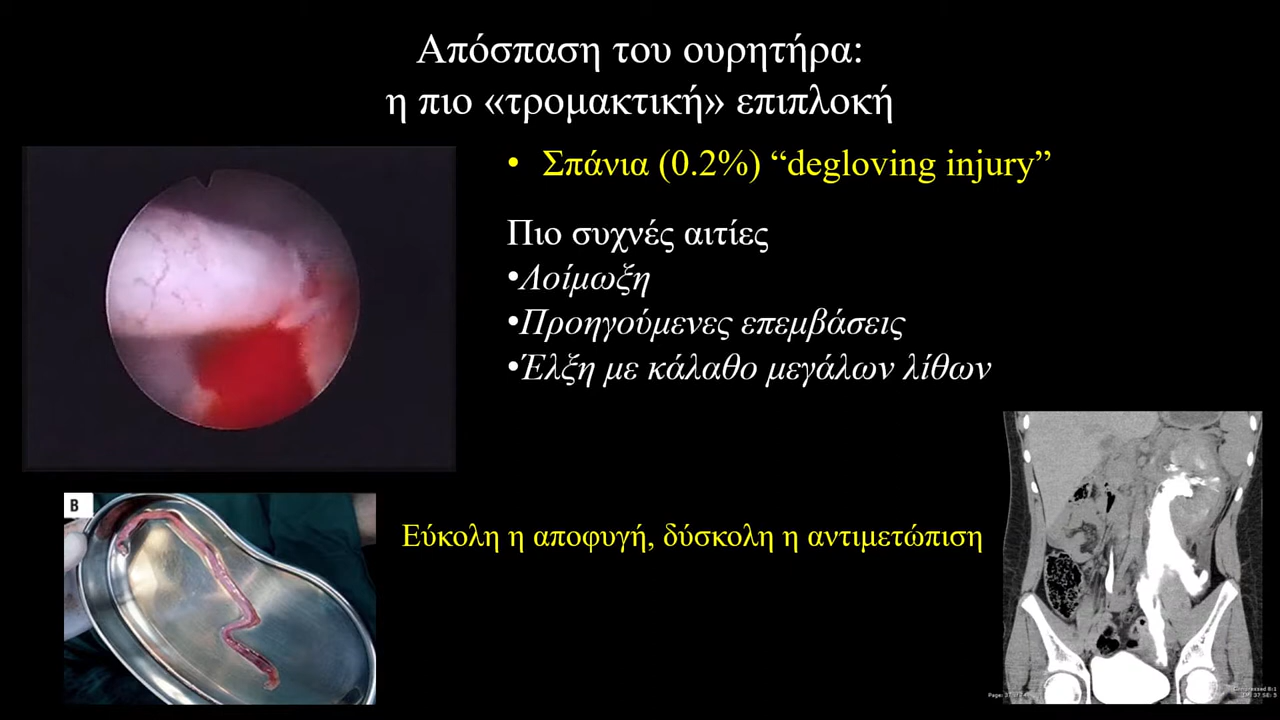 Απόσπαση του ουρητήρα:
η πιο «τρομακτική» επιπλοκή
• Σπάνια (0.2%) “degloving injury”
Πιο συχνές αιτίες
•Λοίμωξη
•Προηγούμενες επεμβάσεις
•Έλξη με κάλαθο μεγάλων λίθων
B
Εύκολη η αποφυγή, δύσκολη η αντιμετώπιση